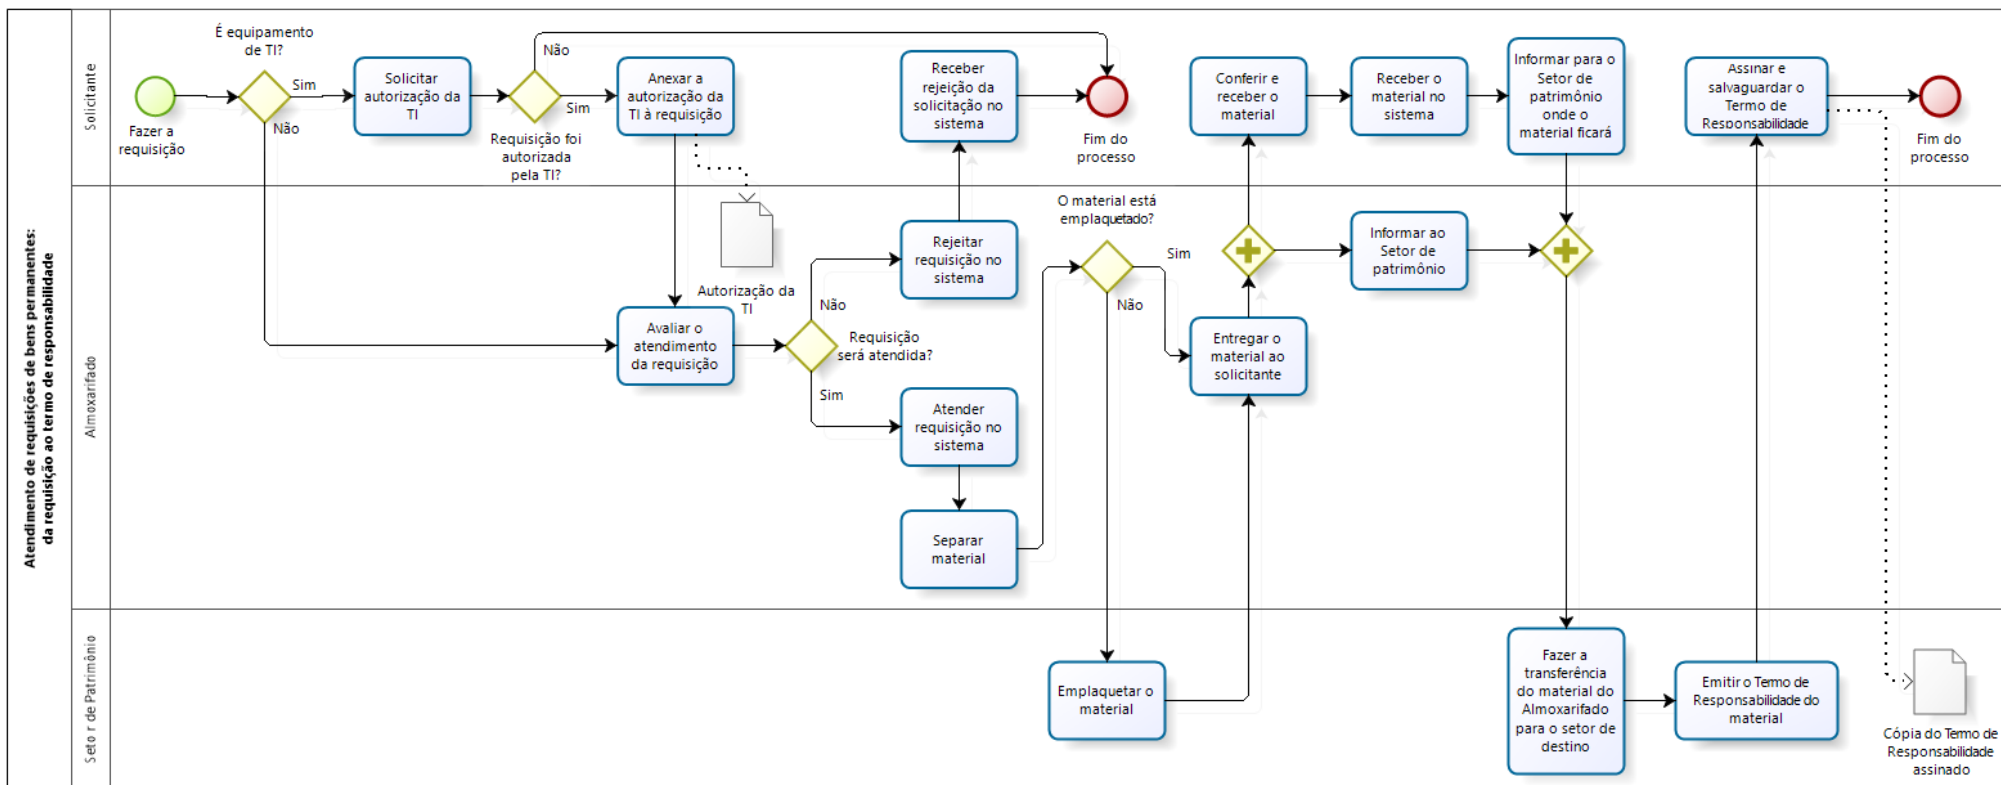 Atendimento de requisições de bens permanentes:
da requisição ao termo de responsabilidade
Solicitante
Fazer a
requisição
É equipamento
de TI?
Sim
Não
Solicitar
autorização da
TI
Não
Sim
Requisição foi
autorizada
pela TI?
Anexar a
autorização da
TI à requisição
Receber
rejeição da
solicitação no
sistema
Fim do
processo
Conferir e
receber o
material
Receber o
material no
sistema
Informar para o
Setor de
patrimônio
onde o
material ficará
Assinar e
salvaguardar o
Termo de
Responsabilidade
Fim do
processo
Almoxarifado
Autorização da
TI
Avaliar o
atendimento
da requisição
Não
Requisição
será atendida?
Sim
Rejeitar
requisição no
sistema
Atender
requisição no
sistema
Separar
material
O material está
emplaquetado?
Sim
Não
Entregar o
material ao
solicitante
Informar ao
Setor de
patrimônio
Seto r de Patrimônio
Emplaquetar o
material
Fazer a
transferência
do material do
Almoxarifado
para o setor de
destino
Emitir o Termo de
Responsabilidade do
material
Cópia do Termo de
Responsabilidade
assinado